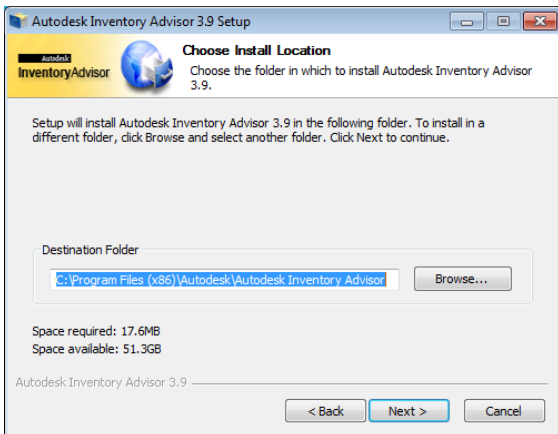 Autodesk Inventory Advisor 3.9 Setup
Autodesk
InventoryAdvisor
Choose Install Location
Choose the folder in which to install Autodesk Inventory Advisor
3.9.
Setup will install Autodesk Inventory Advisor 3.9 in the following folder. To install in a
different folder, click Browse and select another folder. Click Next to continue.
Destination Folder
C:\Program Files (x86)\Autodesk\Autodesk Inventory Advisor
Browse...
Space required: 17.6MB
Space available: 51.3GB
Autodesk Inventory Advisor 3.9
< Back
Next >
Cancel